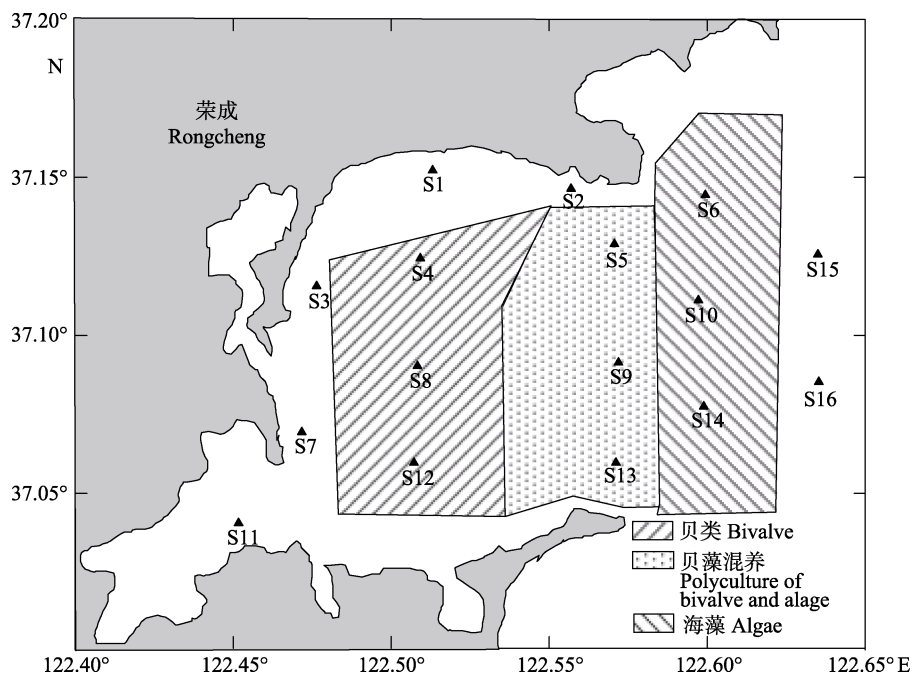 37.20°
N
荣成
Rongcheng
37.15°
S1
S2
S6
S4
S5
S15
S3
37.10°
S10
S8
S9
S16
S14
S7
S12
S13
37.05°
S11
贝类 Bivalve
贝藻混养
Polyculture of
bivalve and alage
海藻 Algae
122.40°
122.45°
122.50°
122.55°
122.60°
122.65° E